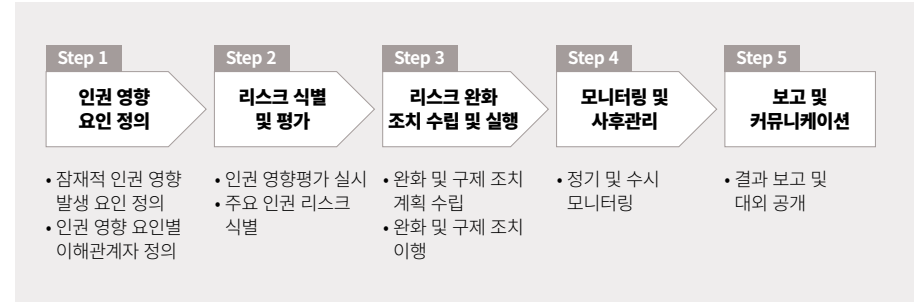 Step 1
인권 영향
요인 정의
• 잠재적 인권 영향
발생 요인 정의
• 인권 영향 요인별
이해관계자 정의
Step 2
리스크 식별
및 평가
• 인권 영향평가 실시
• 주요 인권 리스크
식별
Step 3
리스크 완화
조치 수립 및 실행
• 완화 및 구제 조치
계획 수립
• 완화 및 구제 조치
이행
Step 4
모니터링 및
사후관리
• 정기 및 수시
모니터링
Step 5
보고 및
커뮤니케이션
• 결과 보고 및
대외 공개